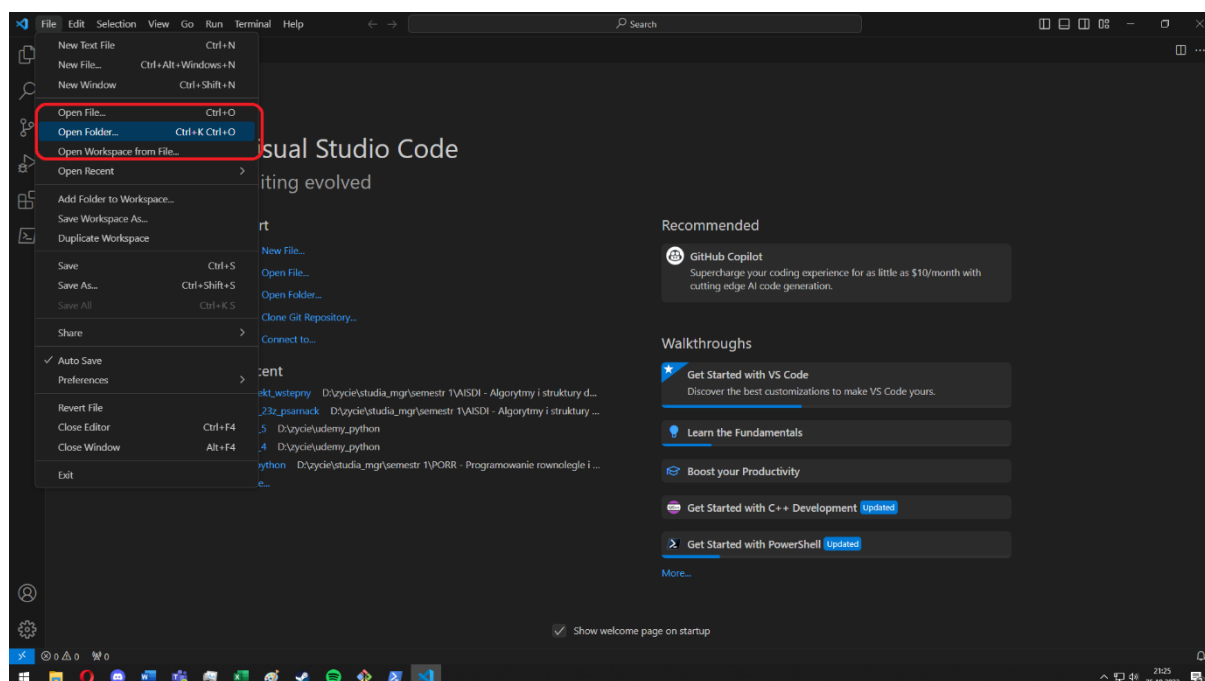 File Edit Selection View Go Run Terminal Help
Search
New Text File Ctrl+N
New File... Ctrl+Alt+Windows+N
New Window Ctrl+Shift+N
Open File... Ctrl+O
Open Folder... Ctrl+K Ctrl+O
Open Workspace from File...
Open Recent
Add Folder to Workspace...
Save Workspace As...
Duplicate Workspace
Save Ctrl+S
Save As... Ctrl+Shift+S
Save All Ctrl+K S
Share
Auto Save
Preferences
Revert File
Close Editor Ctrl+F4
Close Window Alt+F4
Exit
isual Studio Code
iting evolved
rt
New File...
Open File...
Open Folder...
Clone Git Repository...
Connect to...
cent
ekt_wstepny D:\zycie\studia_mgr\semestr 1\AISDI - Algorytmy i struktury d...
_23z_psarnack D:\zycie\studia_mgr\semestr 1\AISDI - Algorytmy i struktury ...
_5 D:\zycie\udemy_python
_4 D:\zycie\udemy_python
ython D:\zycie\studia_mgr\semestr 1\PORR - Programowanie rownolegle i ...
e...
Recommended
GitHub Copilot
Supercharge your coding experience for as little as $10/month with
cutting edge AI code generation.
Walkthroughs
Get Started with VS Code
Discover the best customizations to make VS Code yours.
Learn the Fundamentals
Boost your Productivity
Get Started with C++ Development Updated
Get Started with PowerShell Updated
More...
Show welcome page on startup
0 0 0
21:25